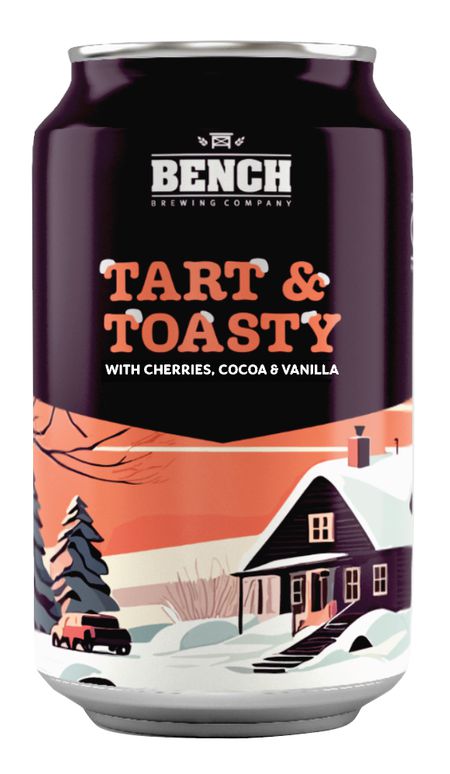 BENCH
BREWING COMPANY
TART &
TOASTY
WITH CHERRIES, COCOA & VANILLA